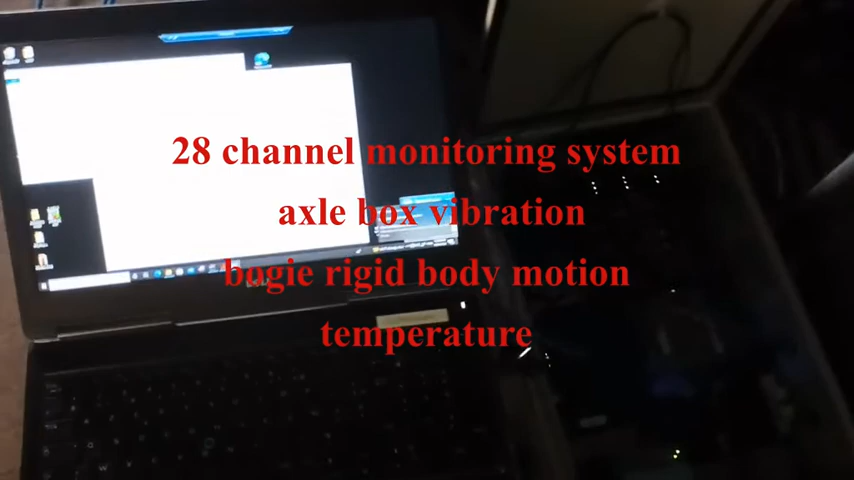 28 channel monitoring system
axle box vibration
bogie rigid body motion
temperature